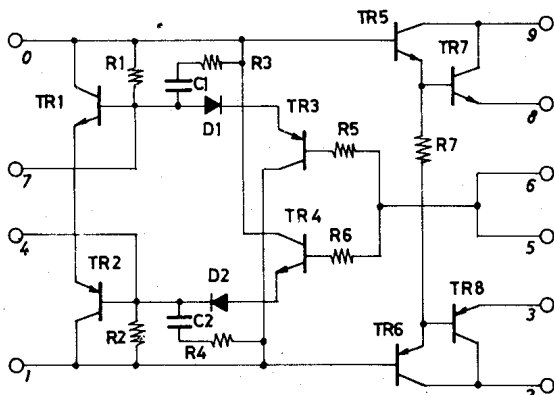 TR5 9
0 R1 R3 TR7
C1
TR1 TR3 8
D1 R5 R7
7 6
4 TR4 5
R6
TR2 D2 TR8
C2 3
R2 R4 TR6
1 2